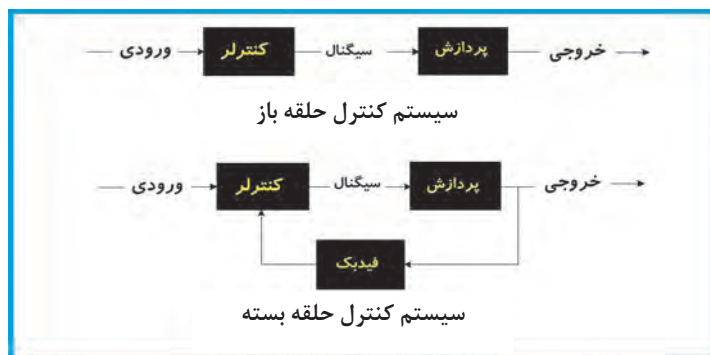 ورودی کنترلر سیگنال پردازش خروجی
سیستم کنترل حلقه باز
ورودی کنترلر سیگنال پردازش خروجی
فیدبک
سیستم کنترل حلقه بسته